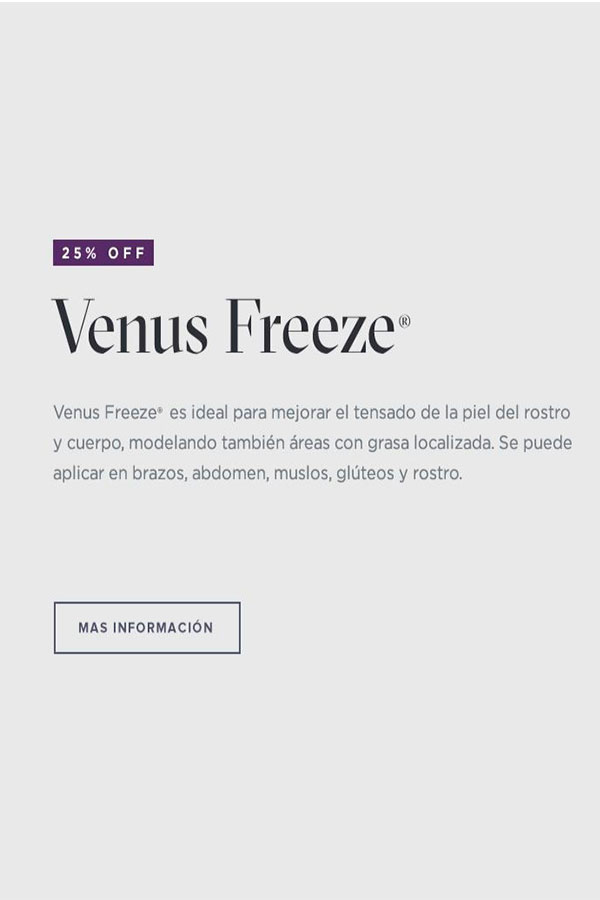 25% OFF
Venus Freeze®
Venus Freeze® es ideal para mejorar el tensado de la piel del rostro
y cuerpo, modelando también áreas con grasa localizada. Se puede
aplicar en brazos, abdomen, muslos, glúteos y rostro.
MAS INFORMACIÓN